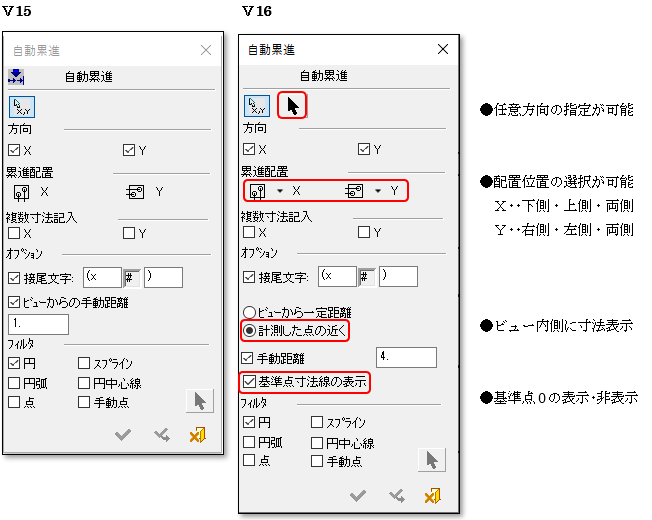 V15
自動累進
自動累進
X,Y
方向
X Y
累進配置
X Y
複数寸法記入
X Y
オプション
接尾文字: (x # )
ビューからの手動距離
1.
フィルタ
円 スプライン
円弧 円中心線
点 手動点
V16
自動累進
自動累進
X,Y
方向
X Y
累進配置
X Y
複数寸法記入
X Y
オプション
接尾文字: (x # )
ビューから一定距離
計測した点の近く
手動距離 4.
基準点寸法線の表示
フィルタ
円 スプライン
円弧 円中心線
点 手動点
●任意方向の指定が可能
●配置位置の選択が可能
X‥下側・上側・両側
Y‥右側・左側・両側
●ビュー内側に寸法表示
●基準点0の表示・非表示